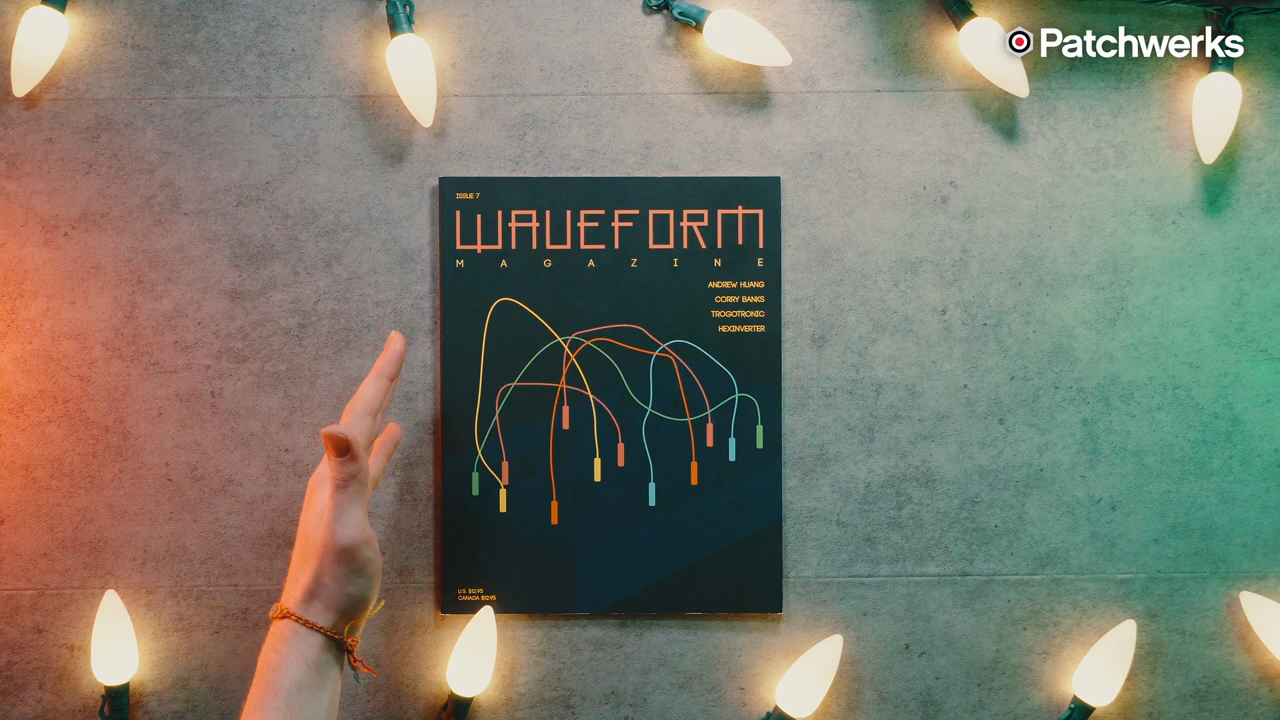 Patchwerks
ISSUE 7
WAVEFORM
MAGAZINE
ANDREW HUANG
CORRY BANKS
TROGOTRONIC
HEXINVERTER
U.S. $12.95
CANADA $12.95